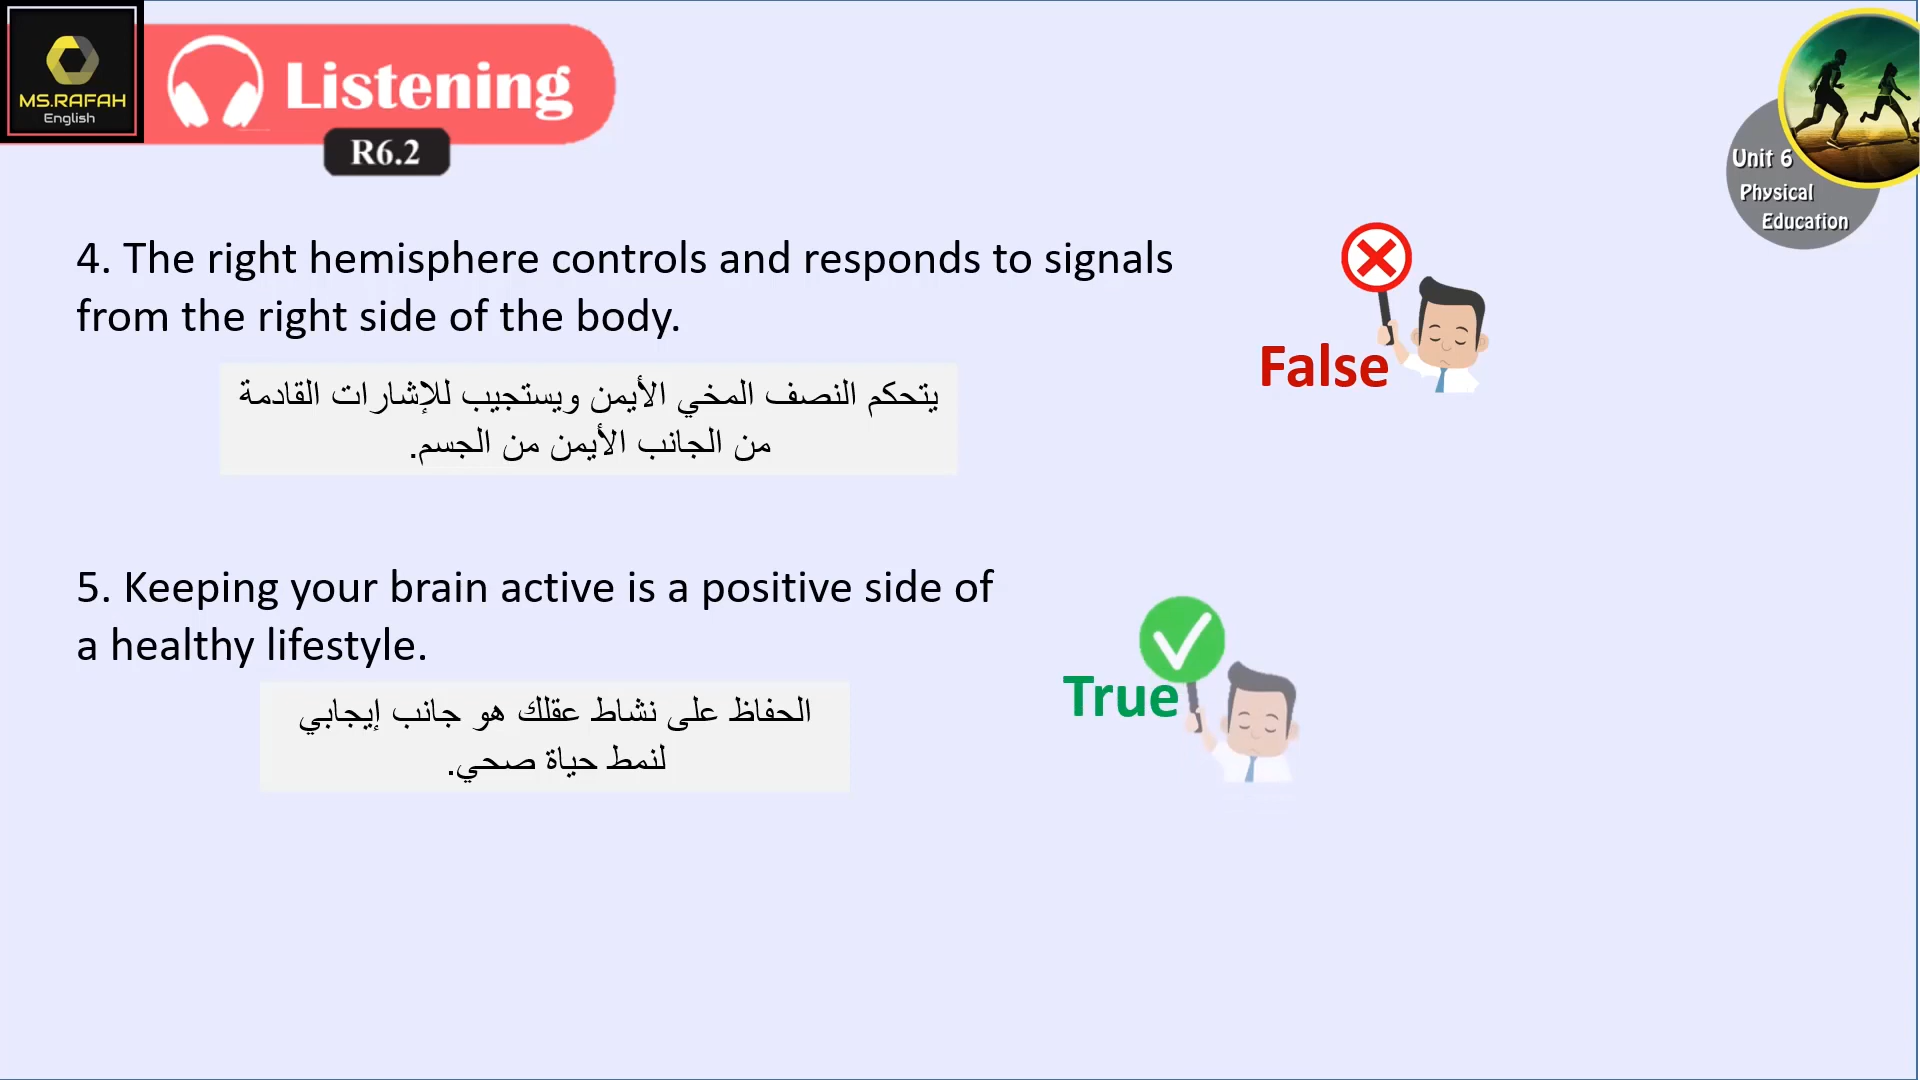 MS.RAFAH
English
Listening
R6.2
Unit 6
Physical
Education
4. The right hemisphere controls and responds to signals
from the right side of the body.
False
يتحكم النصف المخي الأيمن ويستجيب للإشارات القادمة
من الجانب الأيمن من الجسم.
5. Keeping your brain active is a positive side of
a healthy lifestyle.
True
الحفاظ على نشاط عقلك هو جانب إيجابي
لنمط حياة صحي.